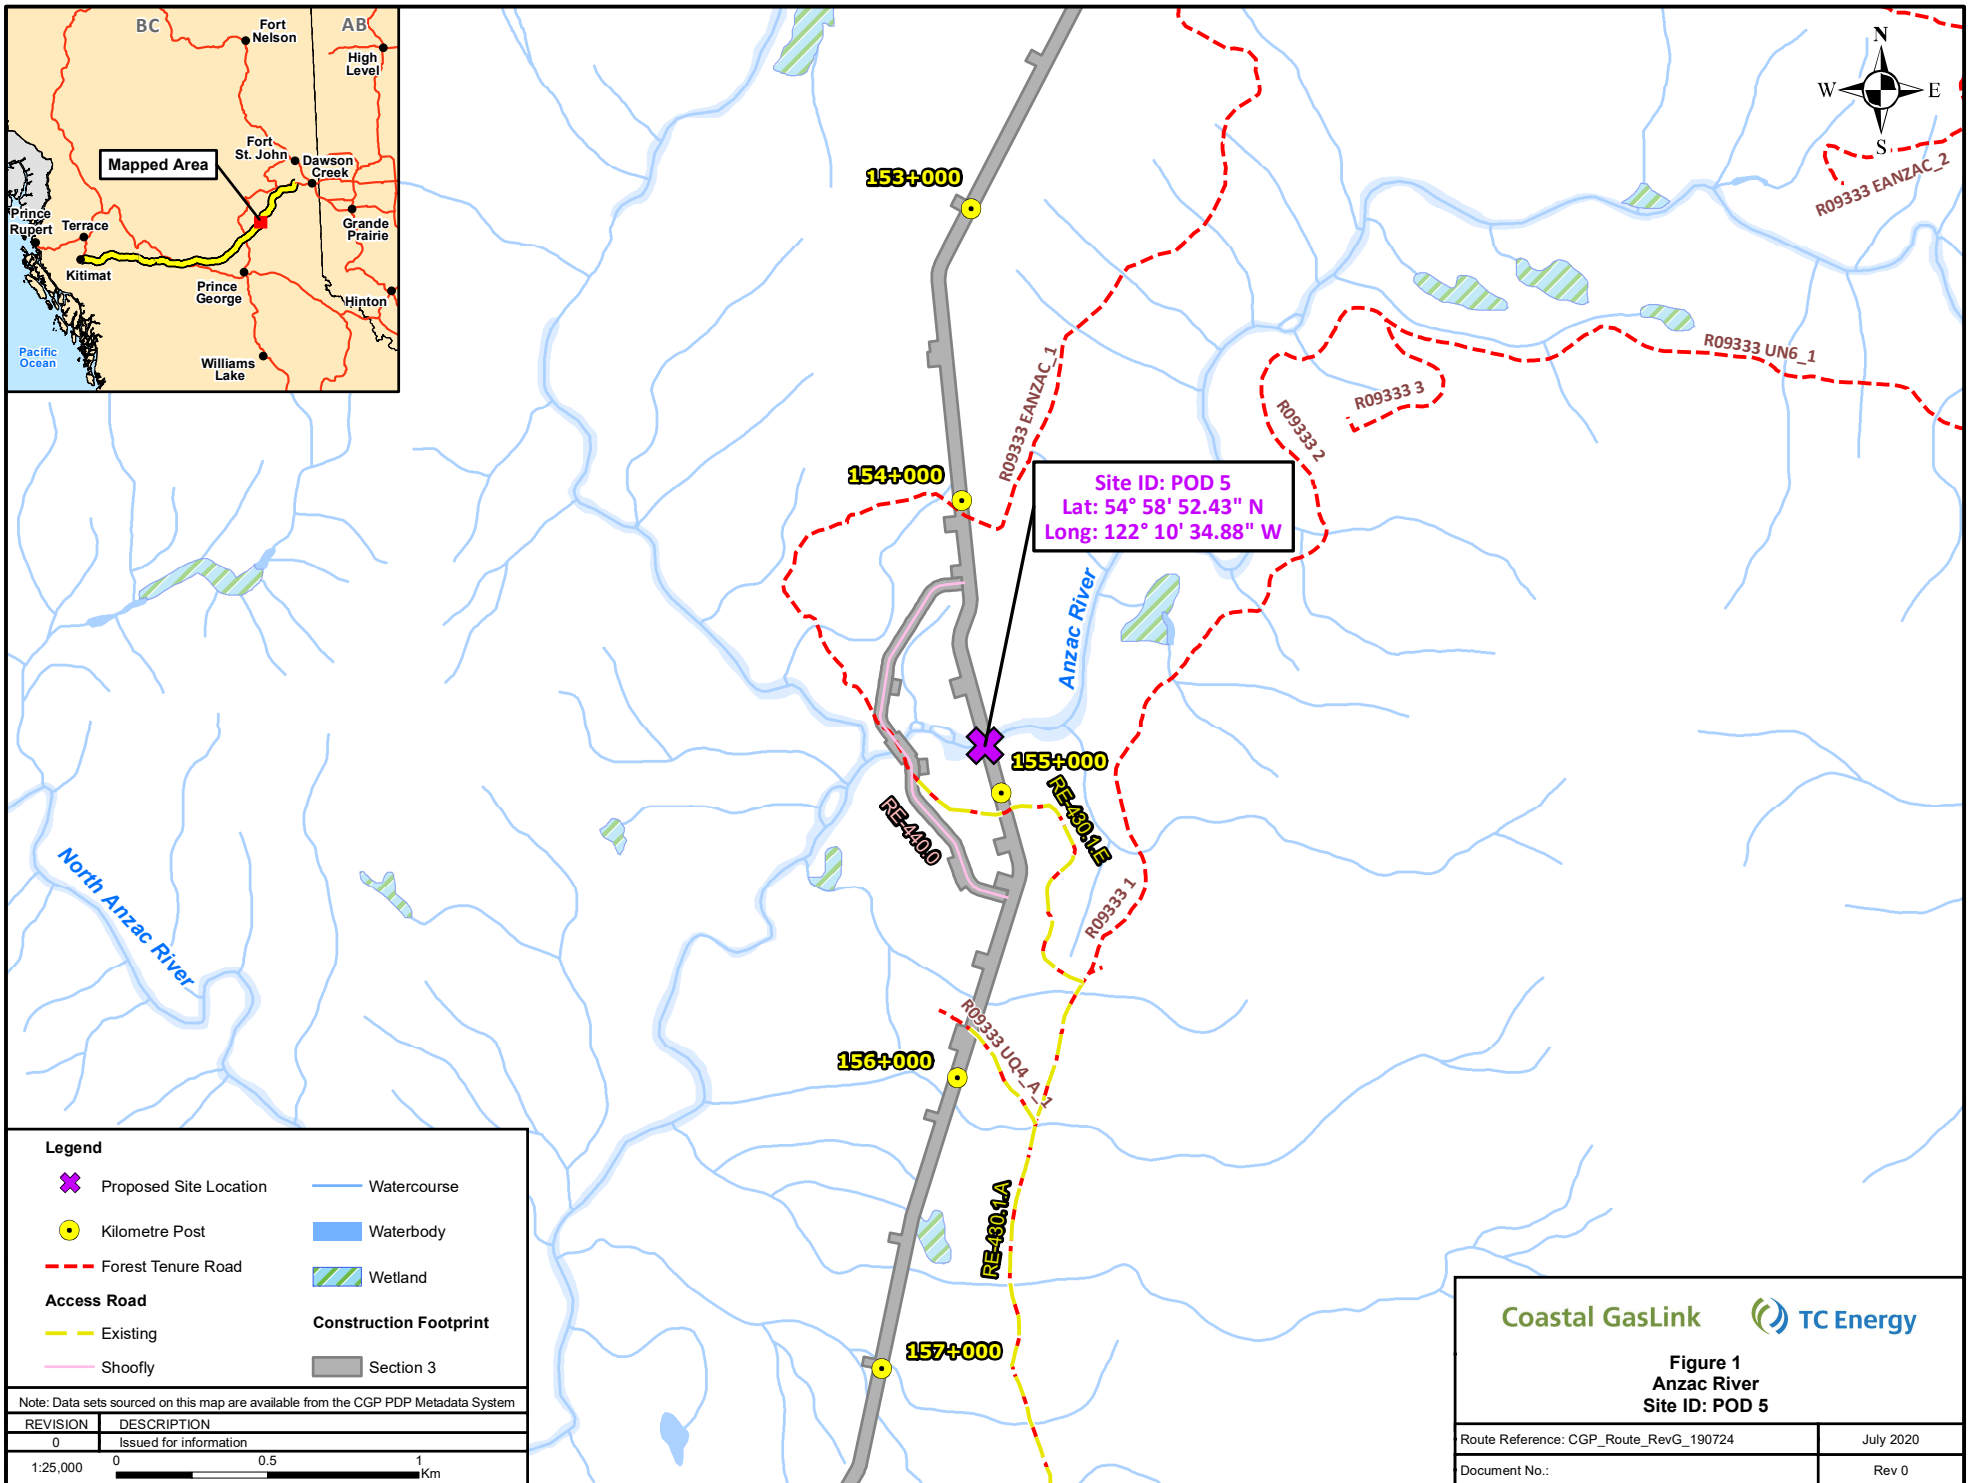 BC
AB
Fort
Nelson
High
Level
Fort
St. John
Dawson
Creek
Mapped Area
Prince
Rupert
Terrace
Kitimat
Grande
Prairie
Prince
George
Hinton
Pacific
Ocean
Williams
Lake
N
W
E
S
153+000
R09333 EANZAC_2
R09333 EANZAC_1
R09333 UN6_1
R09333 3
R09333 2
154+000
Site ID: POD 5
Lat: 54° 58' 52.43" N
Long: 122° 10' 34.88" W
Anzac River
155+000
RE-430.1.E
RE-440.0
R09333 1
North Anzac River
R09333 UQ4_A_1
156+000
RE-430.1.A
157+000
Legend
Proposed Site Location
Kilometre Post
Forest Tenure Road
Access Road
Existing
Shoofly
Watercourse
Waterbody
Wetland
Construction Footprint
Section 3
Note: Data sets sourced on this map are available from the CGP PDP Metadata System
REVISION DESCRIPTION
0 Issued for information
1:25,000
0 0.5 1
Km
Coastal GasLink
TC Energy
Figure 1
Anzac River
Site ID: POD 5
Route Reference: CGP_Route_RevG_190724
July 2020
Document No.:
Rev 0